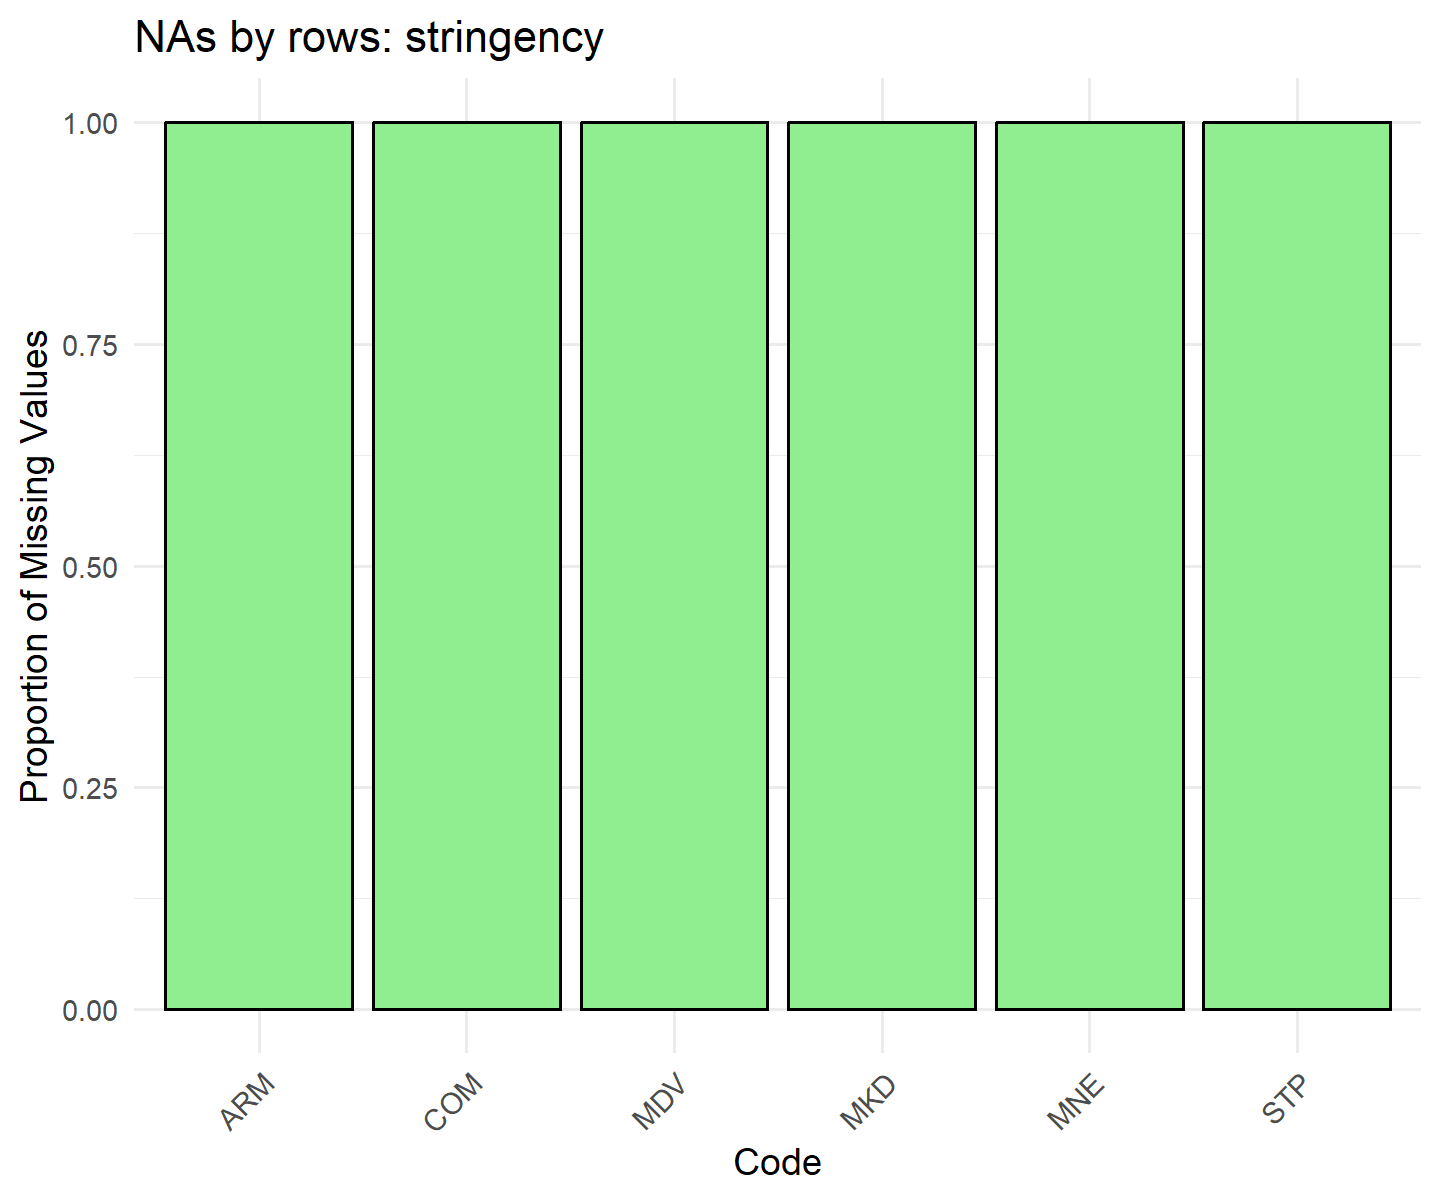 NAs by rows: stringency
Proportion of Missing Values
1.00
0.75
0.50
0.25
0.00
ARM
COM
MDV
MKD
MNE
STP
Code